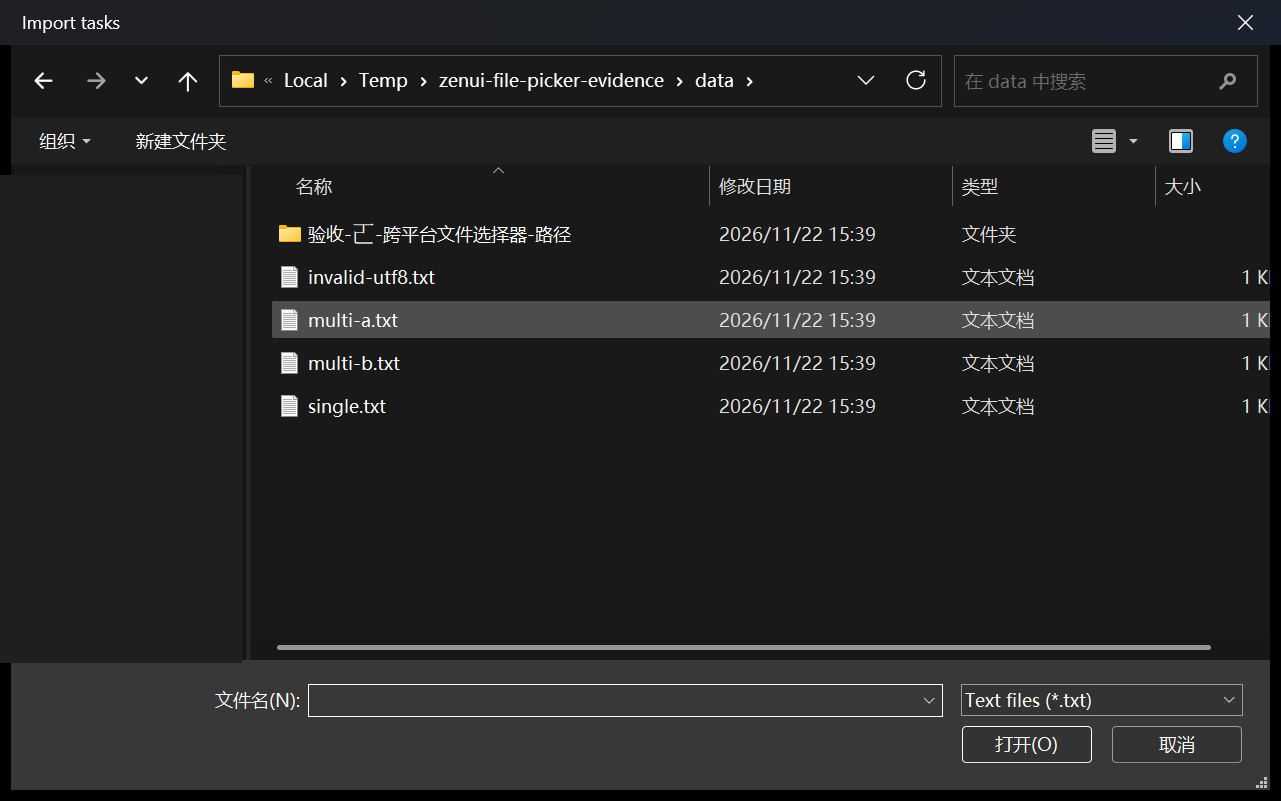 Import tasks
« Local › Temp › zenui-file-picker-evidence › data ›
在 data 中搜索
组织
新建文件夹
名称 修改日期 类型 大小
验收-㔾-跨平台文件选择器-路径 2026/11/22 15:39 文件夹
invalid-utf8.txt 2026/11/22 15:39 文本文档 1 K
multi-a.txt 2026/11/22 15:39 文本文档 1 K
multi-b.txt 2026/11/22 15:39 文本文档 1 K
single.txt 2026/11/22 15:39 文本文档 1 K
文件名(N):
Text files (*.txt)
打开(O) 取消